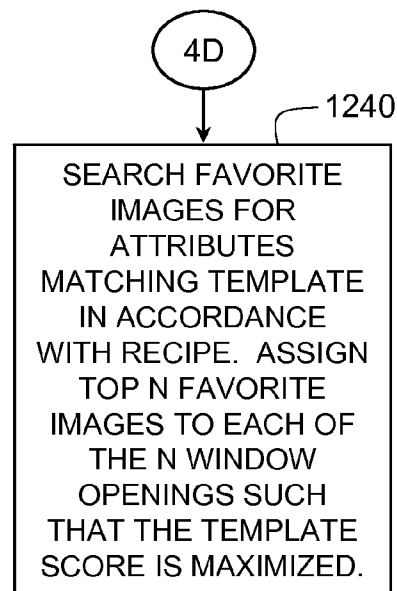 4D
1240
SEARCH FAVORITE
IMAGES FOR
ATTRIBUTES
MATCHING TEMPLATE
IN ACCORDANCE
WITH RECIPE.  ASSIGN
TOP N FAVORITE
IMAGES TO EACH OF
THE N WINDOW
OPENINGS SUCH
THAT THE TEMPLATE
SCORE IS MAXIMIZED.